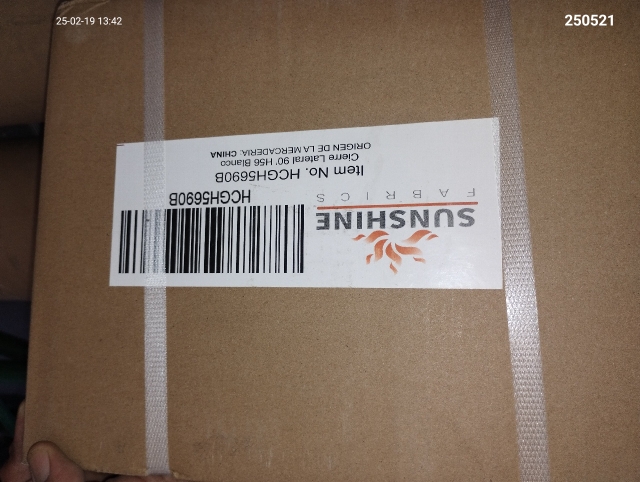 25-02-19 13:42
250521
SUNSHINE
FABRICS
HCGH5690B
Item No. HCGH5690B
Cierre Lateral 90' H56 Blanco
ORIGEN DE LA MERCADERIA: CHINA